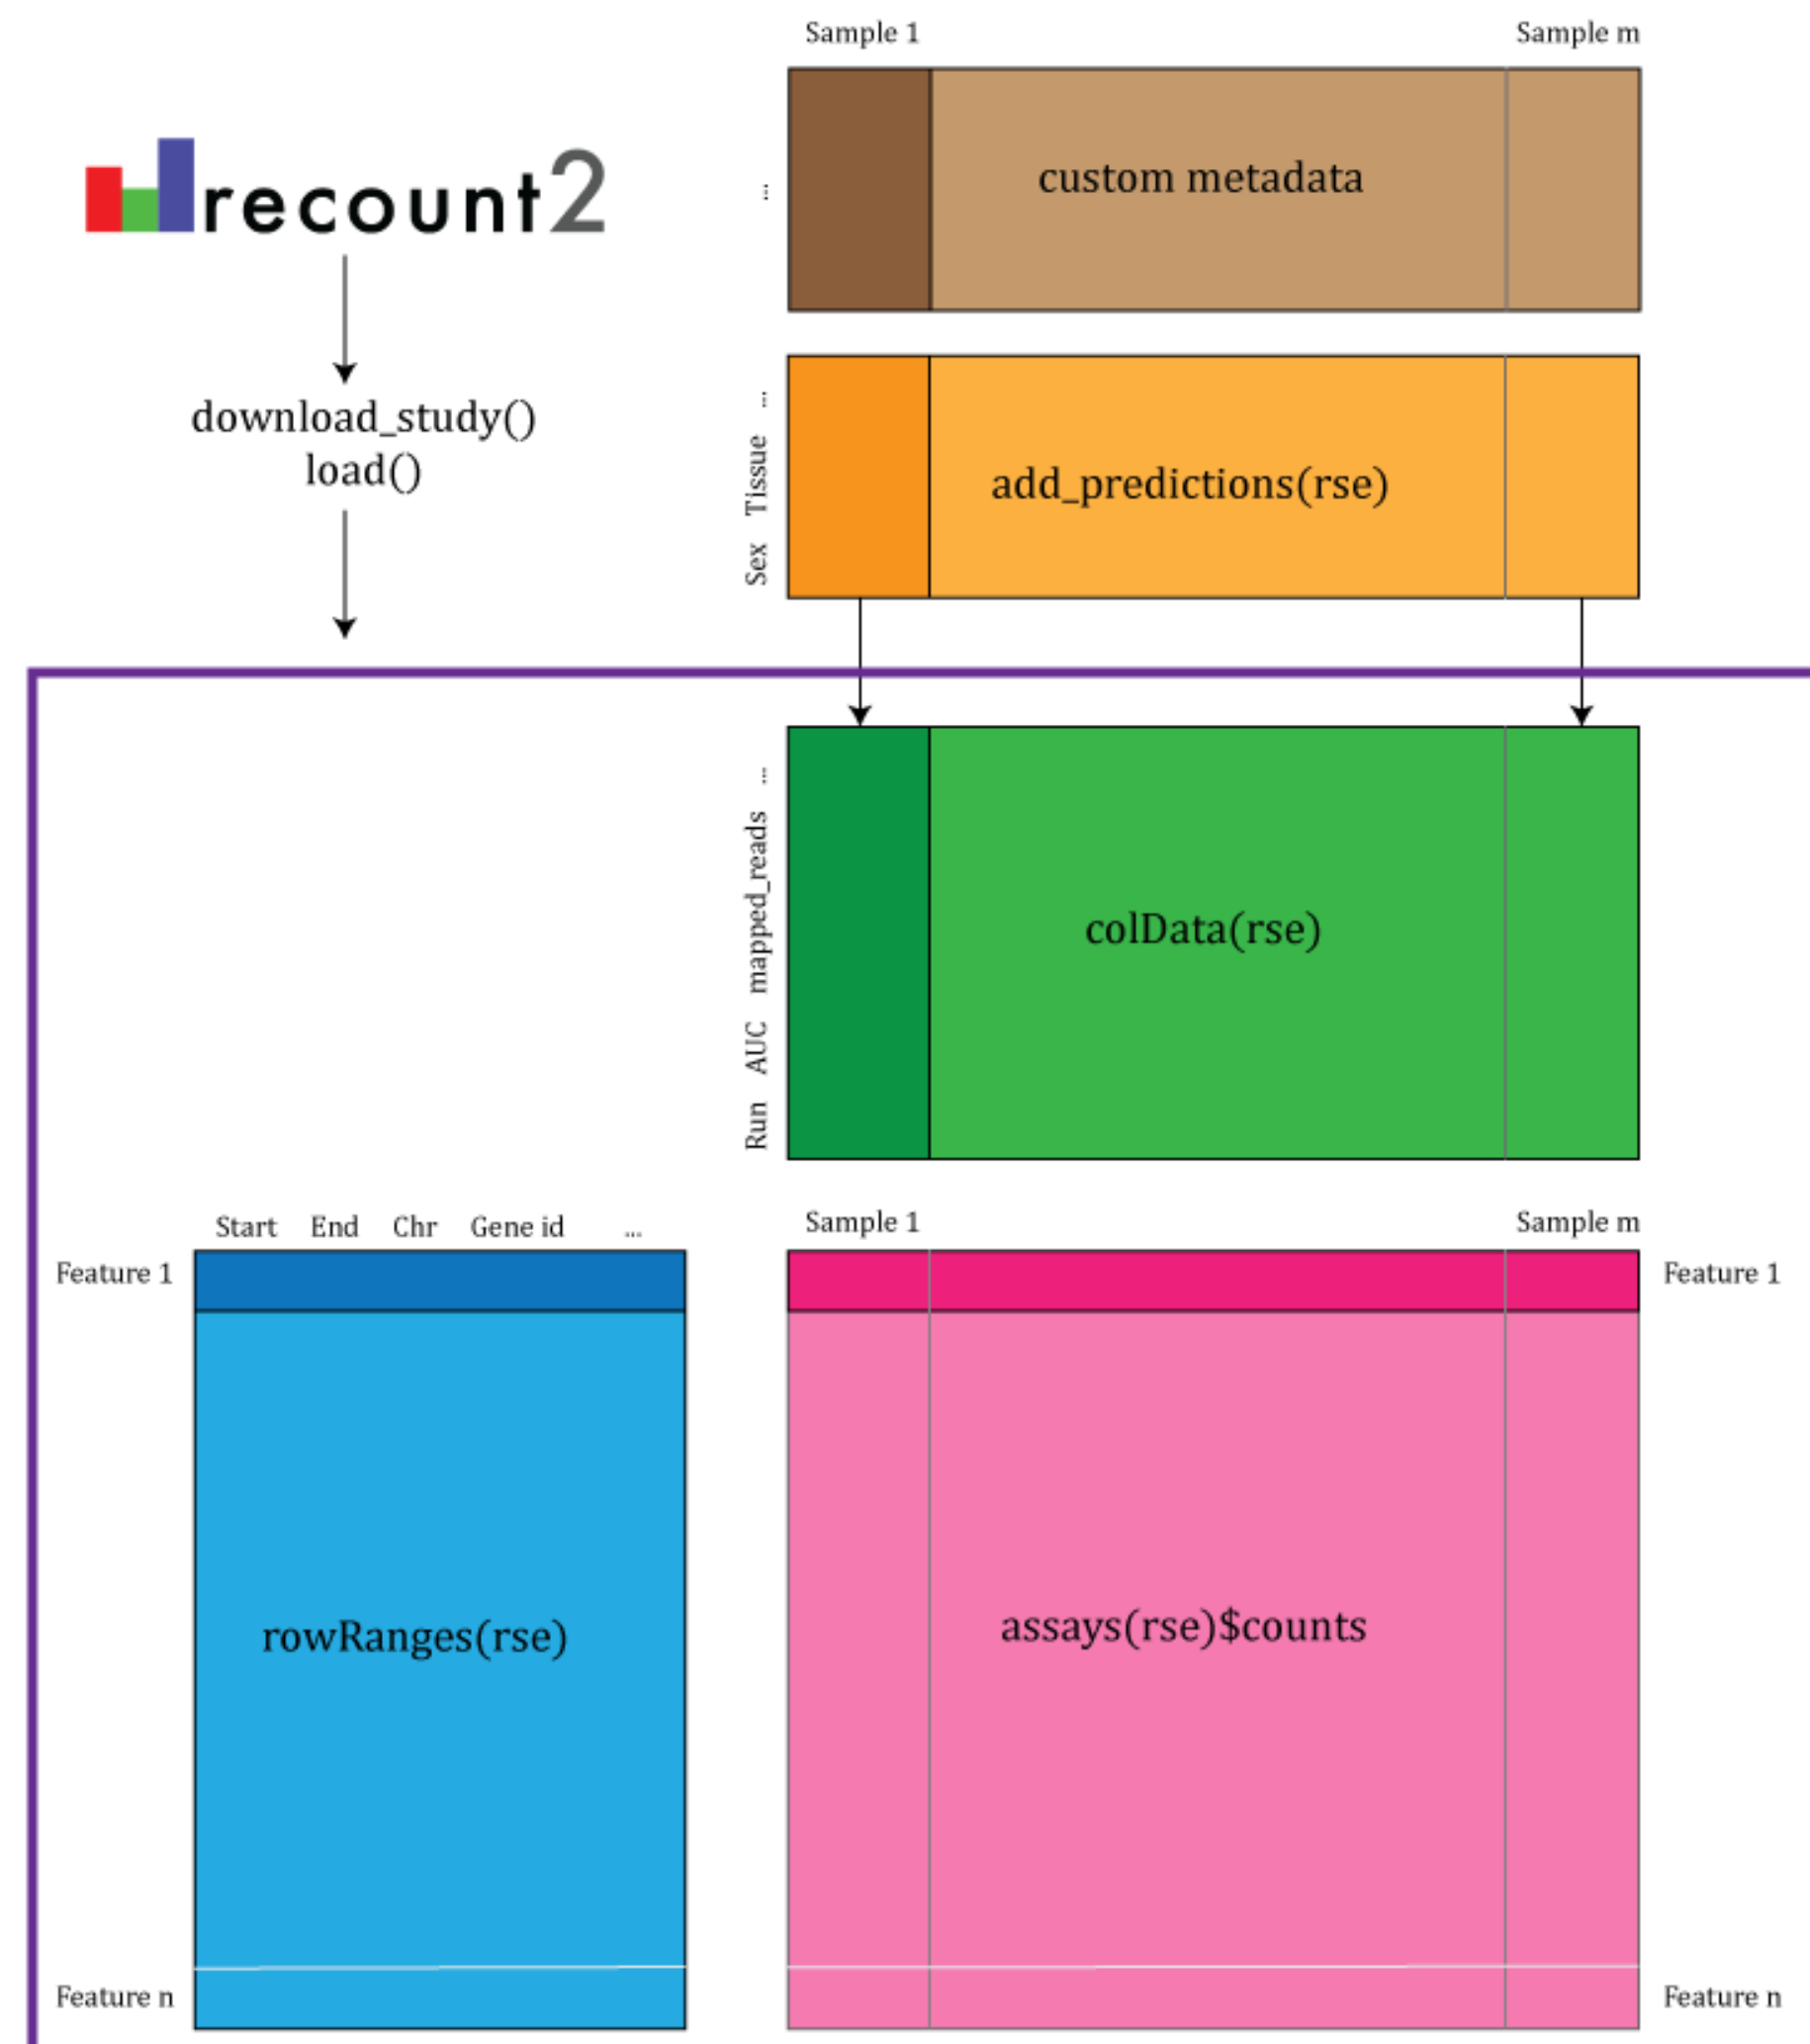 Sample 1
Sample m
recount2
custom metadata
...
download_study()
load()
Sex Tissue ...
add_predictions(rse)
Run AUC mapped_reads ...
colData(rse)
Start End Chr Gene id ...
Sample 1
Sample m
Feature 1
Feature 1
rowRanges(rse)
assays(rse)$counts
Feature n
Feature n